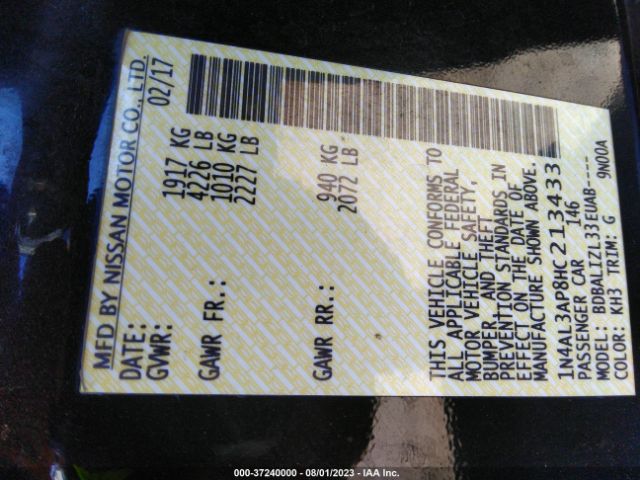 MFD BY NISSAN MOTOR CO., LTD.
DATE: 02/17
GVWR: 1917 KG
4226 LB
GAWR FR.: 1010 KG
2227 LB
GAWR RR.: 940 KG
2072 LB
THIS VEHICLE CONFORMS TO
ALL APPLICABLE FEDERAL
MOTOR VEHICLE SAFETY,
BUMPER AND THEFT
PREVENTION STANDARDS IN
EFFECT ON THE DATE OF
MANUFACTURE SHOWN ABOVE.
1N4AL3AP8HC213433
PASSENGER CAR 146
MODEL: BDBALIZL33EUAB----
COLOR: KH3 TRIM: G 9N00A
000-37240000 — 08/01/2023 — IAA Inc.